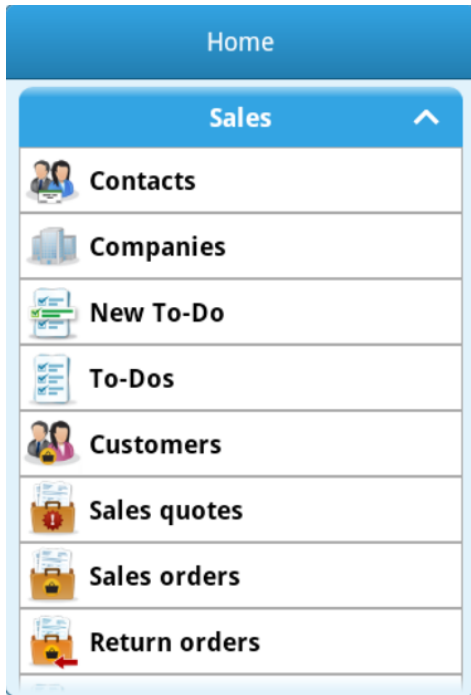 Home
Sales
Contacts
Companies
New To-Do
To-Dos
Customers
Sales quotes
Sales orders
Return orders